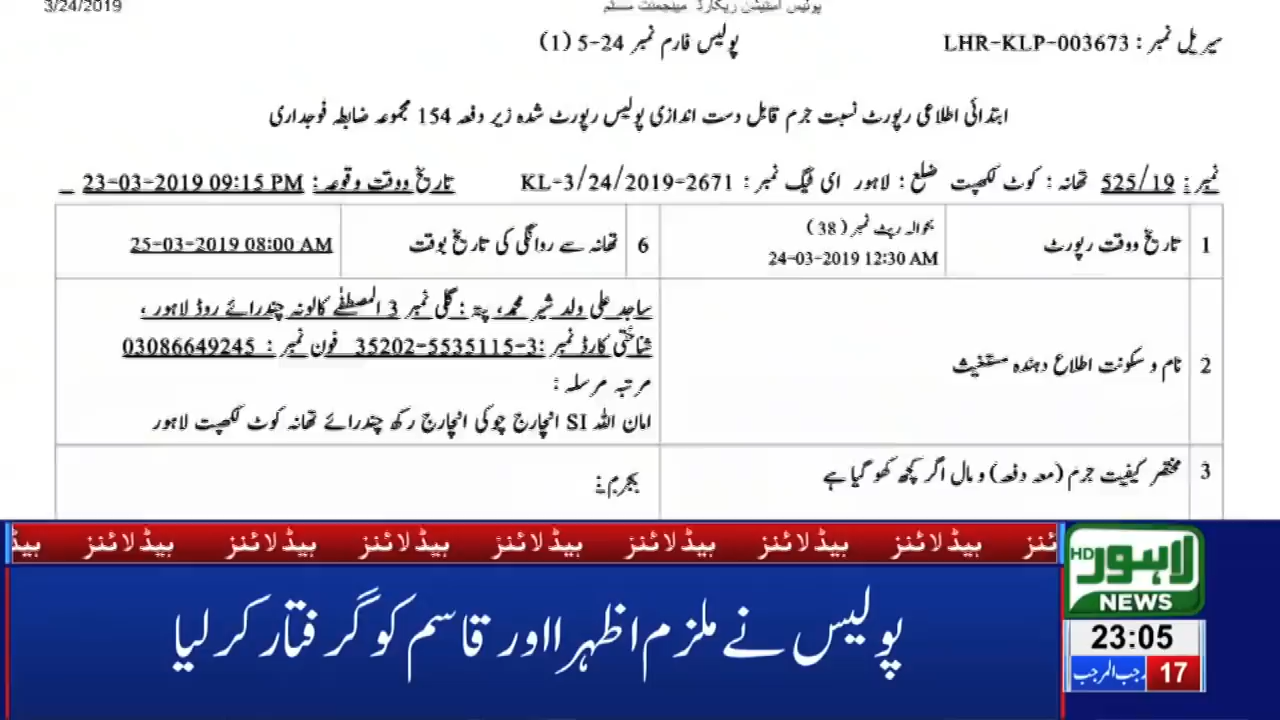 3/24/2019
پولیس اسٹیشن ریکارڈ مینجمنٹ سسٹم
سیریل نمبر : LHR-KLP-003673
پولیس فارم نمبر 24-5 (1)
ابتدائی اطلاعی رپورٹ نسبت جرم قابل دست اندازی پولیس رپورٹ شدہ زیر دفعہ 154 مجموعہ ضابطہ فوجداری
نمبر : 525/19 تھانہ : کوٹ لکھپت ضلع : لاہور ای ٹیگ نمبر : KL-3/24/2019-2671 تاریخ ووقت وقوعہ : 23-03-2019 09:15 PM
1 تاریخ ووقت رپورٹ
بحوالہ رپٹ نمبر (38)
24-03-2019 12:30 AM
6 تھانہ سے روانگی کی تاریخ بوقت
25-03-2019 08:00 AM
2 نام و سکونت اطلاع دہندہ مستغیث
ساجد علی ولد شیر محمد، پتہ : گلی نمبر 3 المصطفٰے کالونہ چندرائے روڈ لاہور ،
شناختی کارڈ نمبر : 35202-5535115-3 فون نمبر : 03086649245
مرتبہ مرسلہ :
امان اللہ SI انچارج چوکی انچارج رکھ چندرائے تھانہ کوٹ لکھپت لاہور
3 مختصر کیفیت جرم (معہ دفعہ) و مال اگر کچھ کھو گیا ہے
بجرم :
ہیڈلائنز ہیڈلائنز ہیڈلائنز ہیڈلائنز ہیڈلائنز ہیڈلائنز ہیڈلائنز
پولیس نے ملزم اظہر اور قاسم کو گرفتار کر لیا
لاہور HD
NEWS
23:05
17 رجب المرجب